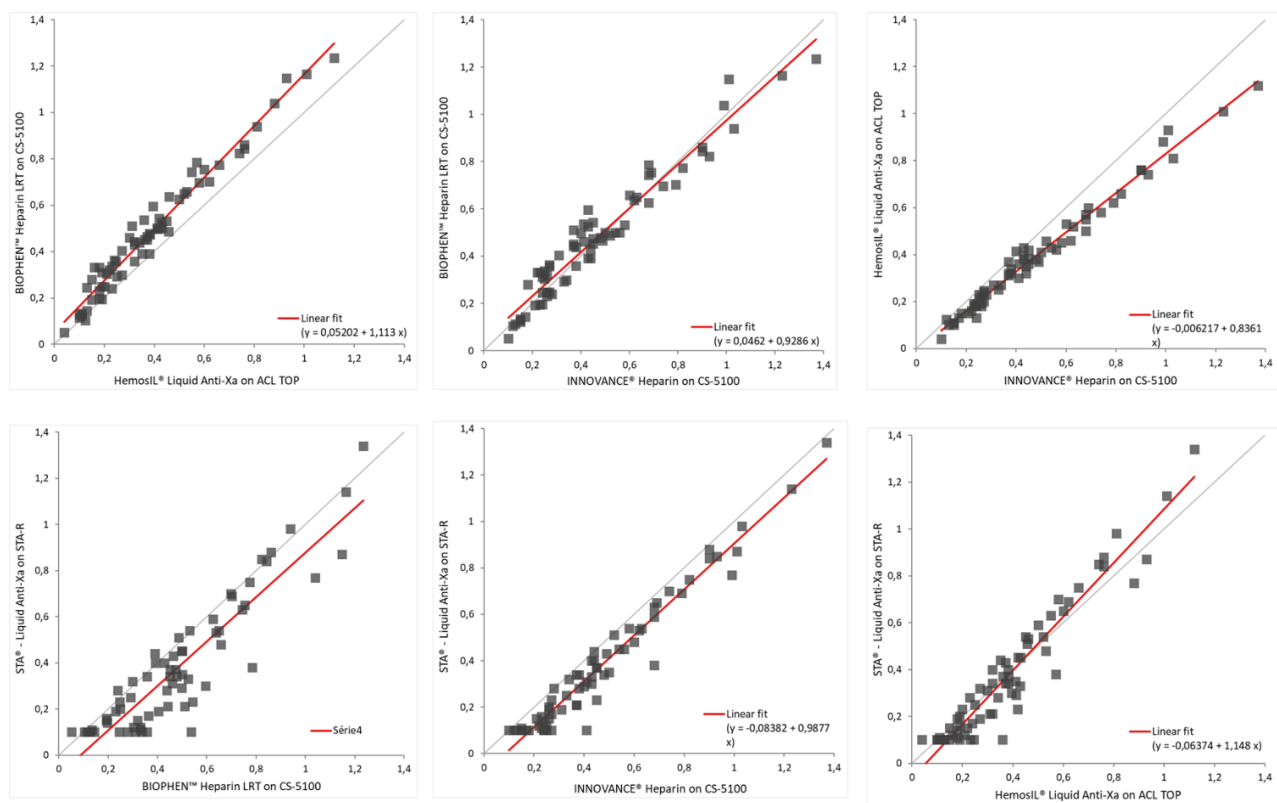 1,4
1,2
1
0,8
0,6
0,4
0,2
0
0 0,2 0,4 0,6 0,8 1 1,2 1,4
BIOPHEN™ Heparin LRT on CS-5100
HemosIL® Liquid Anti-Xa on ACL TOP
Linear fit
(y = 0,05202 + 1,113 x)
1,4
1,2
1
0,8
0,6
0,4
0,2
0
0 0,2 0,4 0,6 0,8 1 1,2 1,4
BIOPHEN™ Heparin LRT on CS-5100
INNOVANCE® Heparin on CS-5100
Linear fit
(y = 0,0462 + 0,9286 x)
1,4
1,2
1
0,8
0,6
0,4
0,2
0
0 0,2 0,4 0,6 0,8 1 1,2 1,4
HemosIL® Liquid Anti-Xa on ACL TOP
INNOVANCE® Heparin on CS-5100
Linear fit
(y = -0,006217 + 0,8361
x)
1,4
1,2
1
0,8
0,6
0,4
0,2
0
0 0,2 0,4 0,6 0,8 1 1,2 1,4
STA® - Liquid Anti-Xa on STA-R
BIOPHEN™ Heparin LRT on CS-5100
Série4
1,4
1,2
1
0,8
0,6
0,4
0,2
0
0 0,2 0,4 0,6 0,8 1 1,2 1,4
STA® - Liquid Anti-Xa on STA-R
INNOVANCE® Heparin on CS-5100
Linear fit
(y = -0,08382 + 0,9877
x)
1,4
1,2
1
0,8
0,6
0,4
0,2
0
0 0,2 0,4 0,6 0,8 1 1,2 1,4
STA® - Liquid Anti-Xa on STA-R
HemosIL® Liquid Anti-Xa on ACL TOP
Linear fit
(y = -0,06374 + 1,148 x)